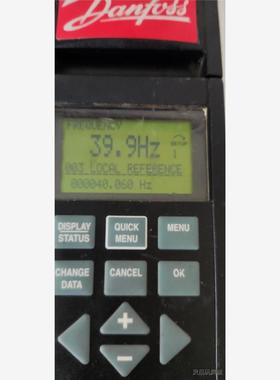 Danfoss
FREQUENCY
39.9Hz
SETUP
1
003 LOCAL REFERENCE
000040.060 Hz
DISPLAY
STATUS
QUICK
MENU
MENU
CHANGE
DATA
CANCEL
OK
+
-